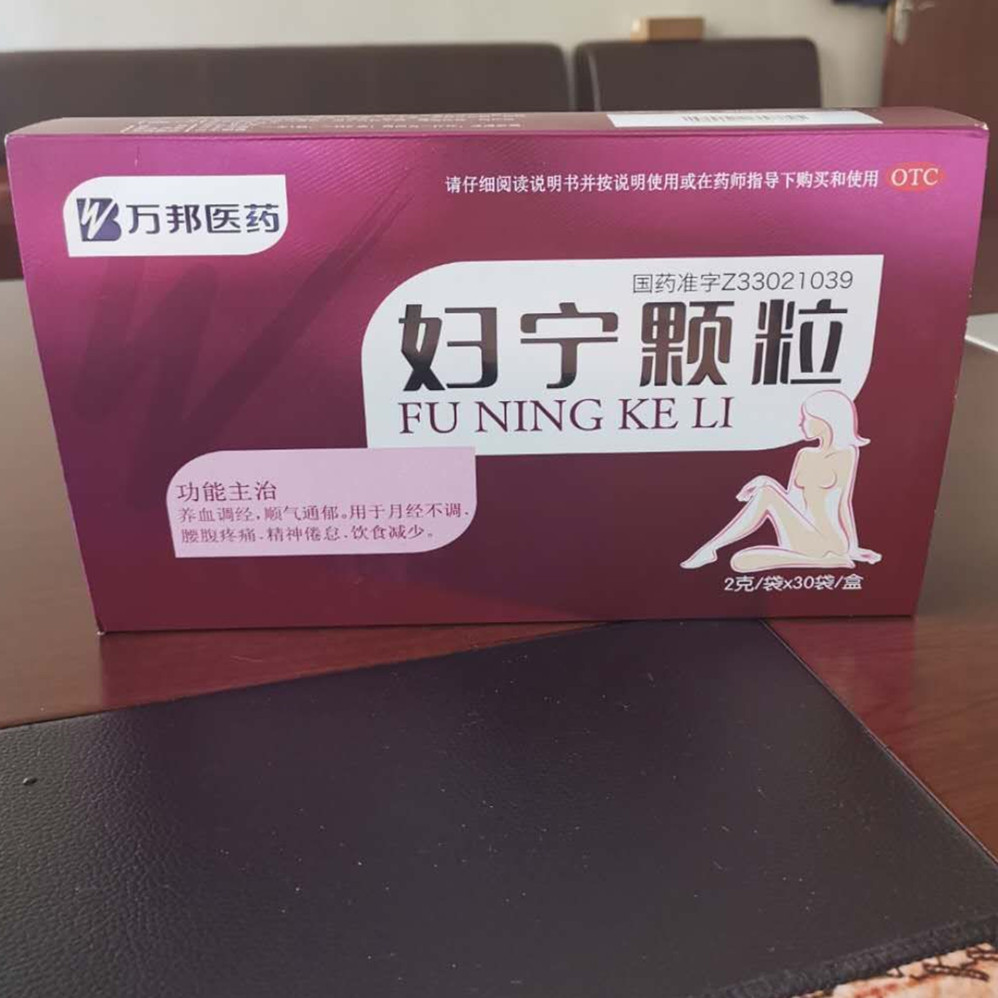 万邦医药
请仔细阅读说明书并按说明使用或在药师指导下购买和使用 OTC
国药准字Z33021039
妇宁颗粒
FU NING KE LI
功能主治
养血调经,顺气通郁。用于月经不调、
腰腹疼痛、精神倦怠、饮食减少。
2克/袋x30袋/盒